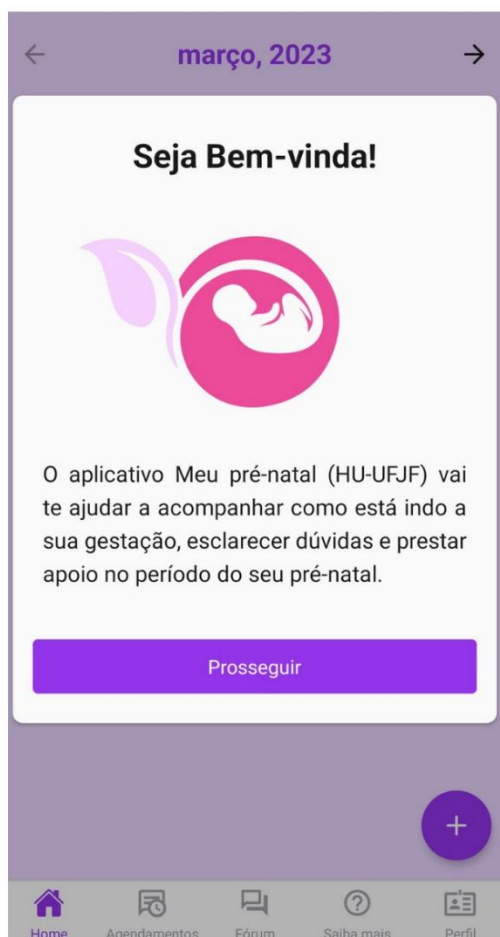 março, 2023
Seja Bem-vinda!
O aplicativo Meu pré-natal (HU-UFJF) vai
te ajudar a acompanhar como está indo a
sua gestação, esclarecer dúvidas e prestar
apoio no período do seu pré-natal.
Prosseguir
Home Agendamentos Fórum Saiba mais Perfil